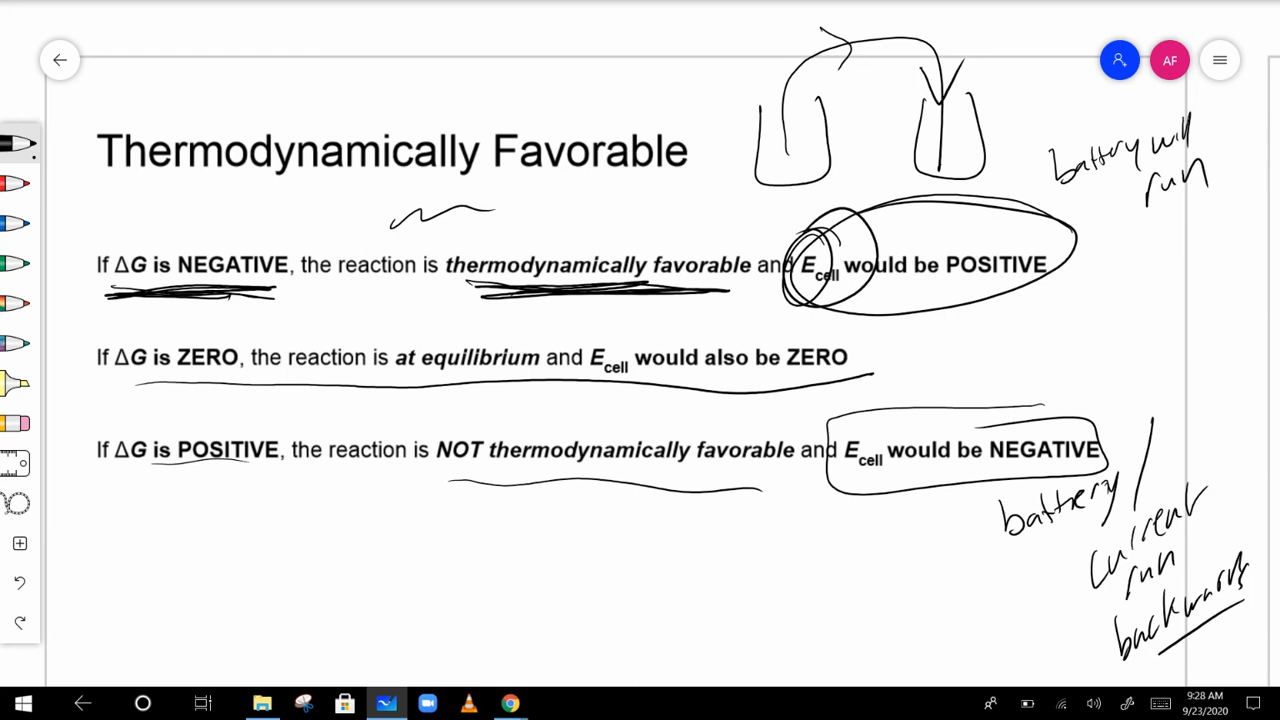 AF
Thermodynamically Favorable
battery will
run
If ΔG is NEGATIVE, the reaction is thermodynamically favorable and Ecell would be POSITIVE
If ΔG is ZERO, the reaction is at equilibrium and Ecell would also be ZERO
If ΔG is POSITIVE, the reaction is NOT thermodynamically favorable and Ecell would be NEGATIVE
battery/
current
run
backwards
9:28 AM
9/23/2020